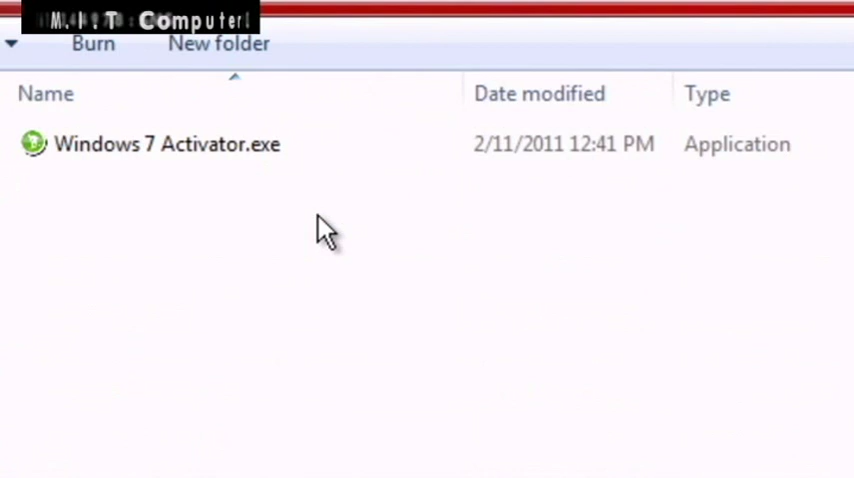 M.I.T Computer
Burn New folder
Name Date modified Type
Windows 7 Activator.exe 2/11/2011 12:41 PM Application